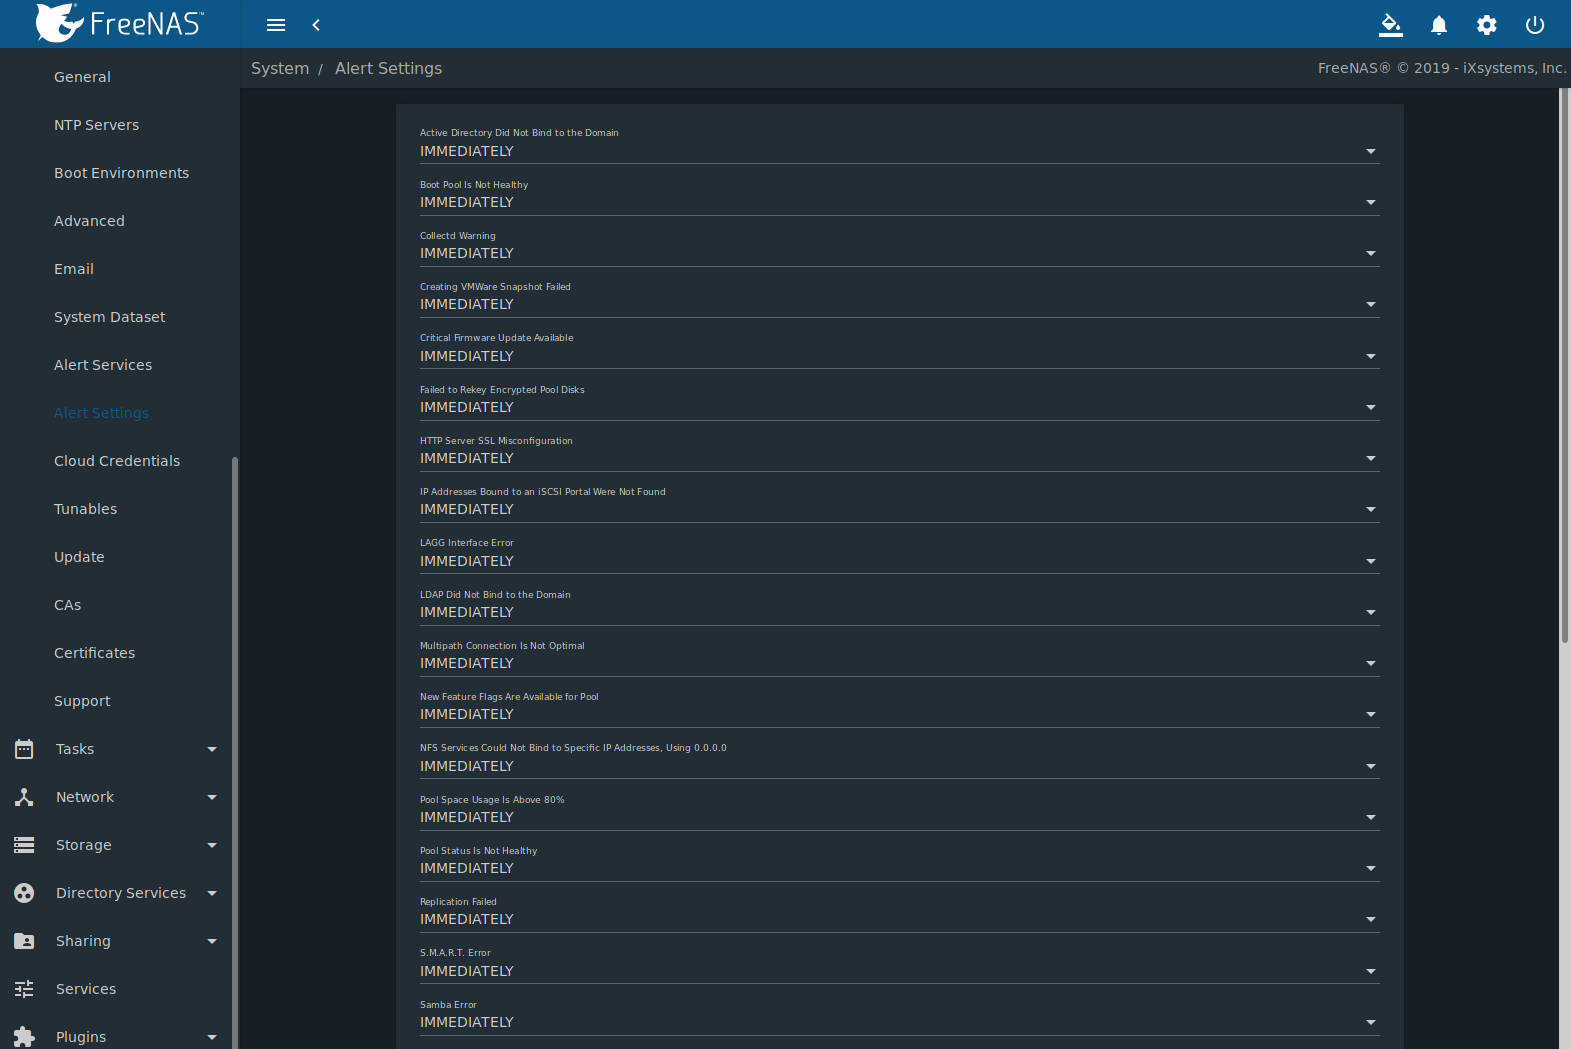 FreeNAS™
System / Alert Settings
FreeNAS® © 2019 - iXsystems, Inc.
General
NTP Servers
Boot Environments
Advanced
Email
System Dataset
Alert Services
Alert Settings
Cloud Credentials
Tunables
Update
CAs
Certificates
Support
Tasks
Network
Storage
Directory Services
Sharing
Services
Plugins
Active Directory Did Not Bind to the Domain
IMMEDIATELY
Boot Pool Is Not Healthy
IMMEDIATELY
Collectd Warning
IMMEDIATELY
Creating VMWare Snapshot Failed
IMMEDIATELY
Critical Firmware Update Available
IMMEDIATELY
Failed to Rekey Encrypted Pool Disks
IMMEDIATELY
HTTP Server SSL Misconfiguration
IMMEDIATELY
IP Addresses Bound to an iSCSI Portal Were Not Found
IMMEDIATELY
LAGG Interface Error
IMMEDIATELY
LDAP Did Not Bind to the Domain
IMMEDIATELY
Multipath Connection Is Not Optimal
IMMEDIATELY
New Feature Flags Are Available for Pool
IMMEDIATELY
NFS Services Could Not Bind to Specific IP Addresses, Using 0.0.0.0
IMMEDIATELY
Pool Space Usage Is Above 80%
IMMEDIATELY
Pool Status Is Not Healthy
IMMEDIATELY
Replication Failed
IMMEDIATELY
S.M.A.R.T. Error
IMMEDIATELY
Samba Error
IMMEDIATELY